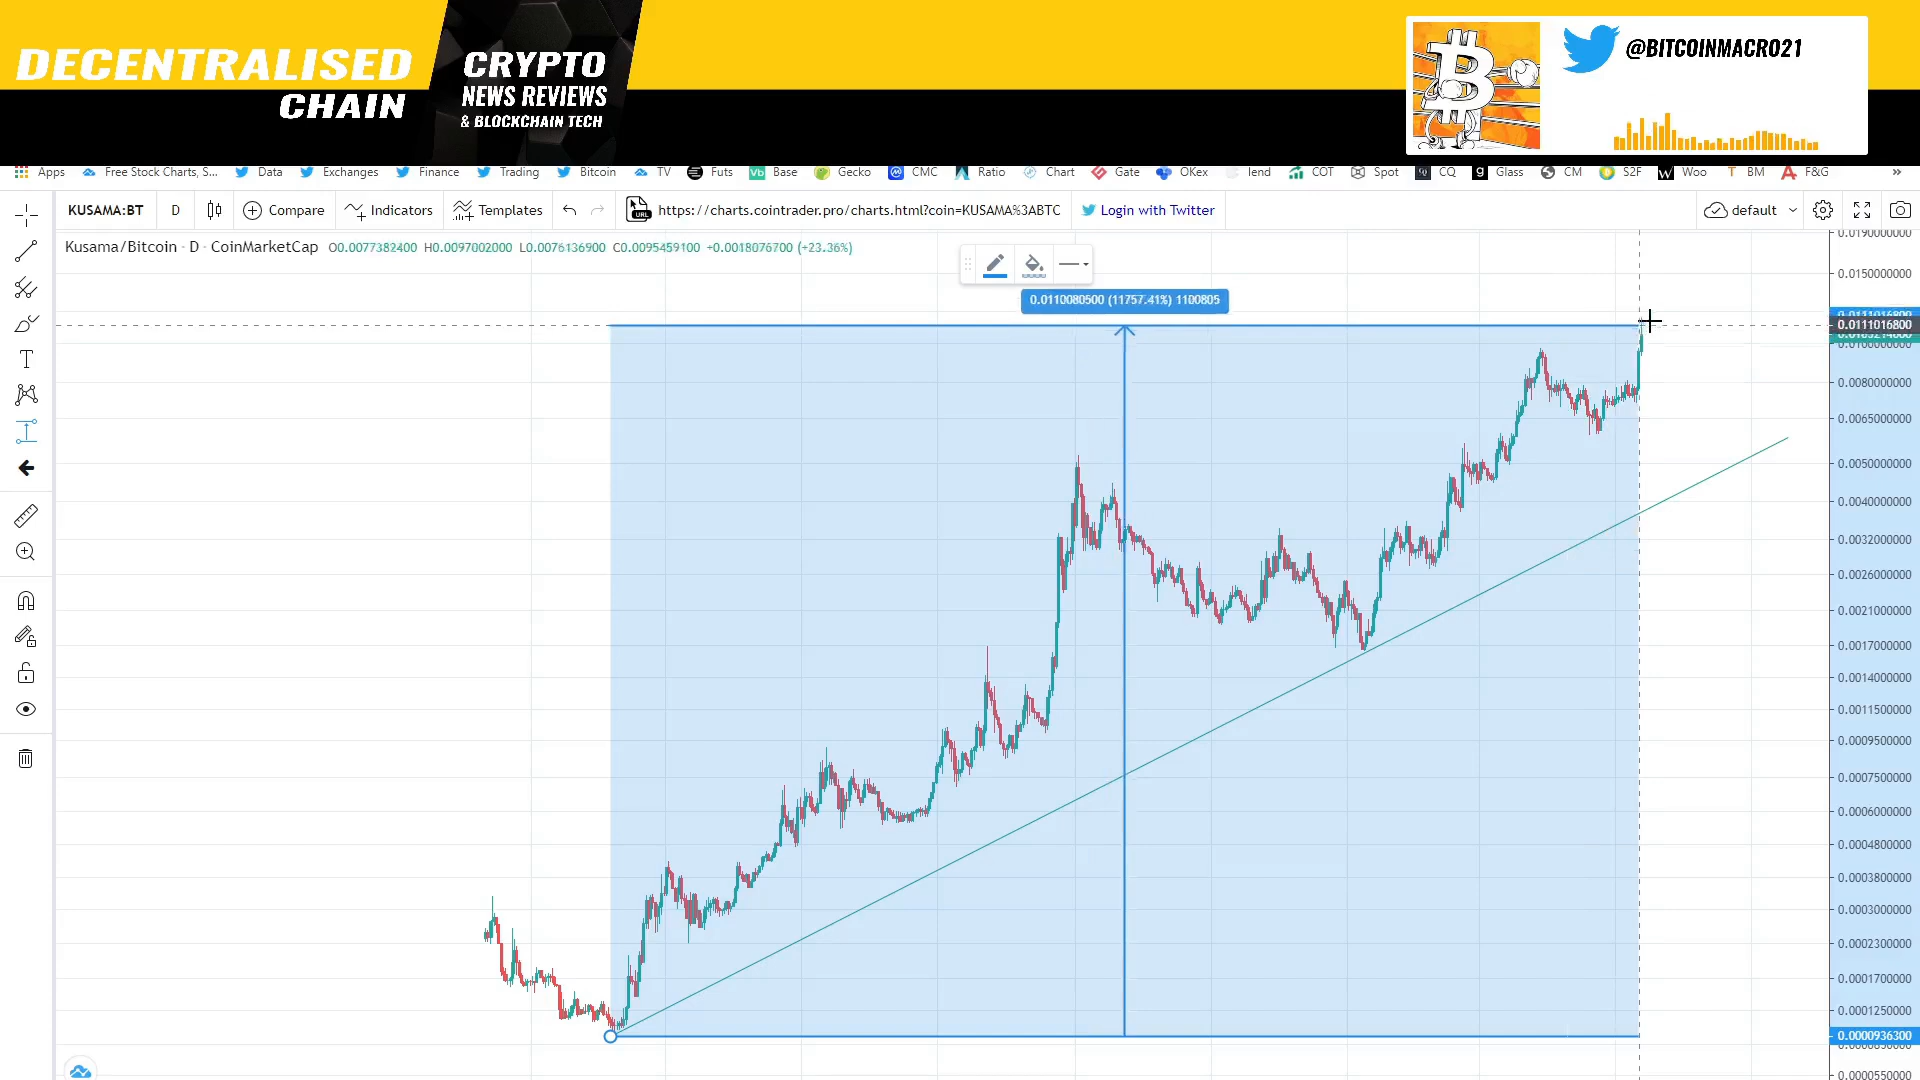 DECENTRALISED
CHAIN
CRYPTO
NEWS REVIEWS
& BLOCKCHAIN TECH
@BITCOINMACRO21
Apps Free Stock Charts, S... Data Exchanges Finance Trading Bitcoin TV Futs Base Gecko CMC Ratio Chart Gate OKex lend COT Spot CQ Glass CM S2F Woo BM F&G »
KUSAMA:BT D Compare Indicators Templates URL https://charts.cointrader.pro/charts.html?coin=KUSAMA%3ABTC Login with Twitter default
Kusama/Bitcoin · D · CoinMarketCap O0.0077382400 H0.0097002000 L0.0076136900 C0.0095459100 +0.0018076700 (+23.36%)
0.0110080500 (11757.41%) 1100805
0.0190000000
0.0150000000
0.0111016800
0.0100000000
0.0080000000
0.0065000000
0.0050000000
0.0040000000
0.0032000000
0.0026000000
0.0021000000
0.0017000000
0.0014000000
0.0011500000
0.0009500000
0.0007500000
0.0006000000
0.0004800000
0.0003800000
0.0003000000
0.0002300000
0.0001700000
0.0001250000
0.0000936300
0.0000550000